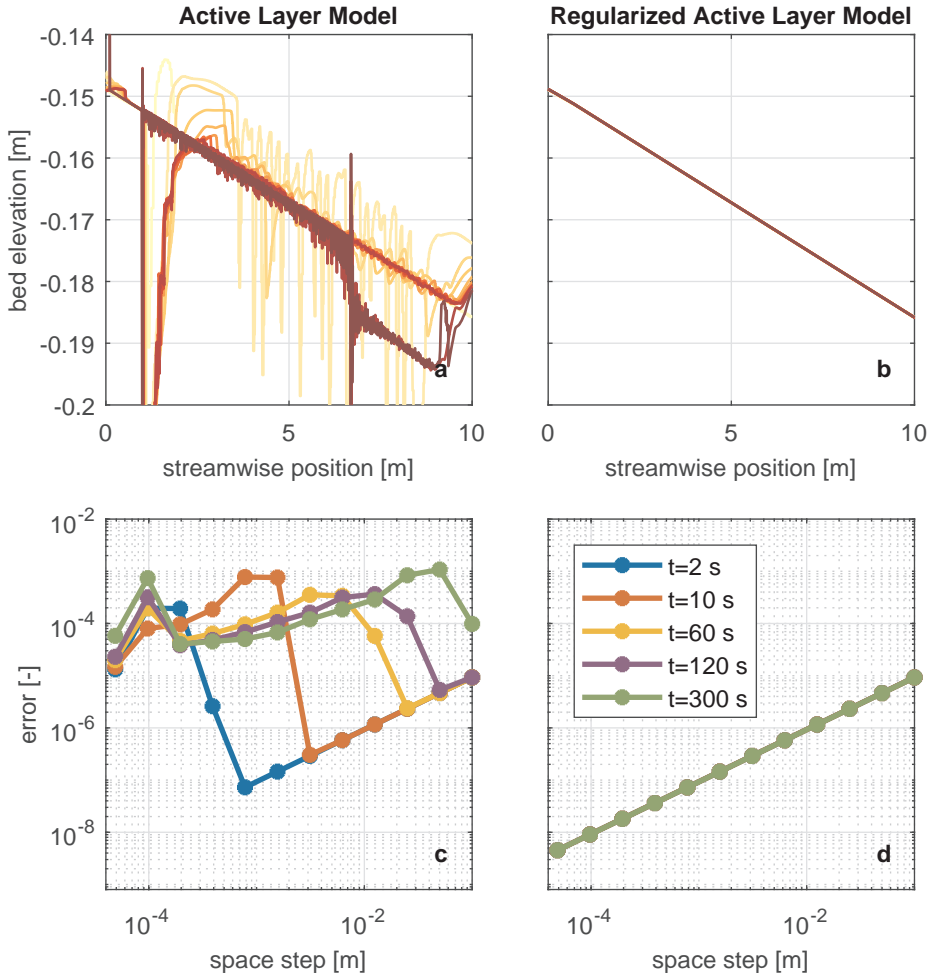 Active Layer Model
Regularized Active Layer Model
-0.14
-0.15
-0.16
-0.17
-0.18
-0.19
-0.2
bed elevation [m]
a
b
0
5
10
0
5
10
streamwise position [m]
streamwise position [m]
10-2
10-4
10-6
10-8
error [-]
t=2 s
t=10 s
t=60 s
t=120 s
t=300 s
c
d
10-4
10-2
10-4
10-2
space step [m]
space step [m]